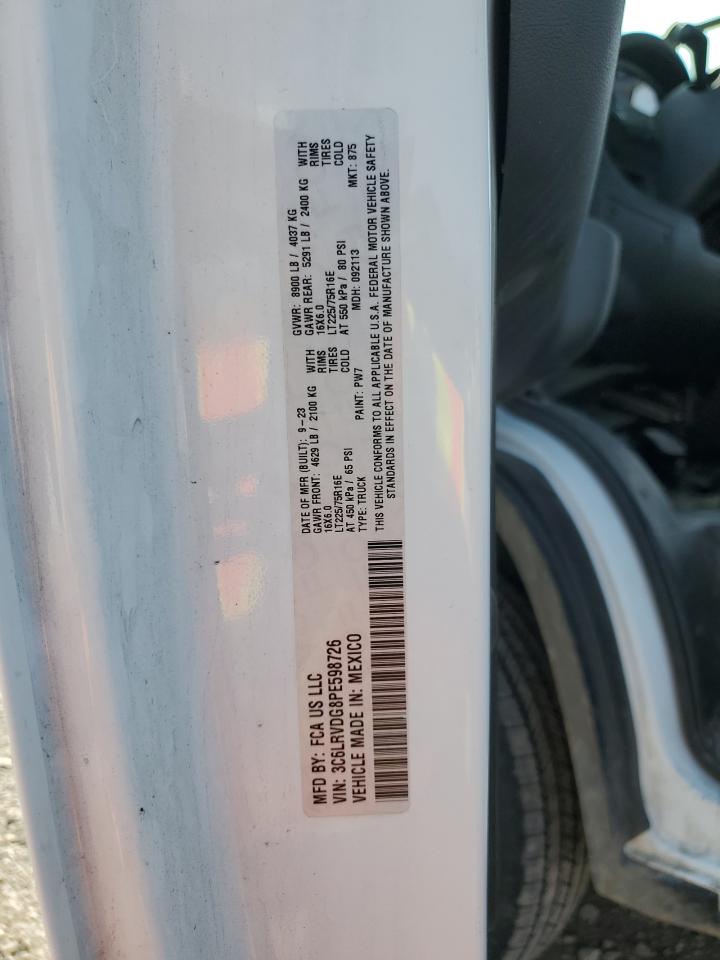 MFD BY: FCA US LLC
VIN: 3C6LRVDG8PE598726
VEHICLE MADE IN: MEXICO
DATE OF MFR (BUILT): 9-23
GAWR FRONT: 4629 LB / 2100 KG WITH
16X6.0 RIMS
LT225/75R16E TIRES
AT 450 kPa / 65 PSI COLD
TYPE: TRUCK PAINT: PW7
GVWR: 8900 LB / 4037 KG
GAWR REAR: 5291 LB / 2400 KG WITH
16X6.0 RIMS
LT225/75R16E TIRES
AT 550 kPa / 80 PSI COLD
MDH: 092113 MKT: 875
THIS VEHICLE CONFORMS TO ALL APPLICABLE U.S.A. FEDERAL MOTOR VEHICLE SAFETY
STANDARDS IN EFFECT ON THE DATE OF MANUFACTURE SHOWN ABOVE.